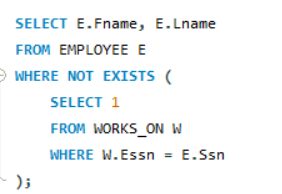 SELECT E.Fname, E.Lname
FROM EMPLOYEE E
WHERE NOT EXISTS (
SELECT 1
FROM WORKS_ON W
WHERE W.Essn = E.Ssn
);